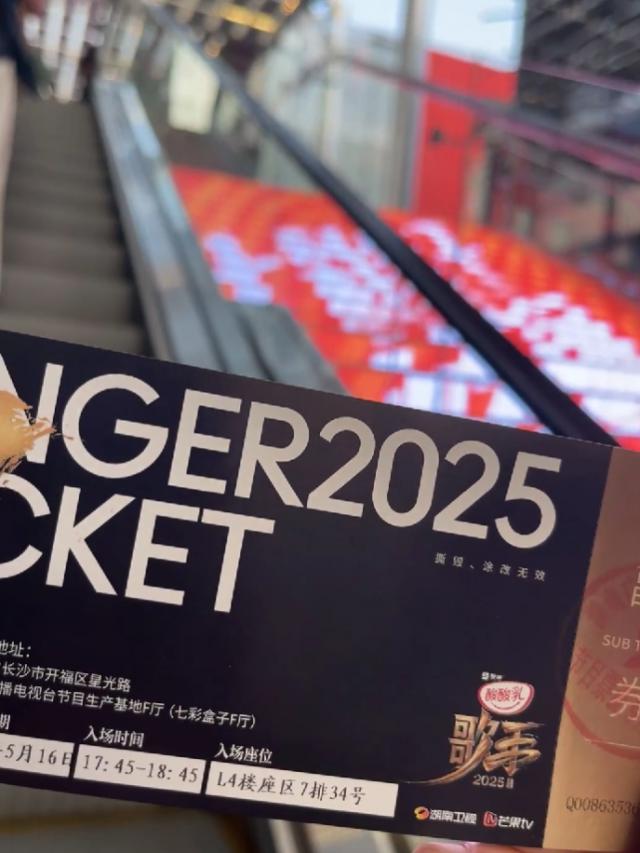 NGER2025
CKET
撕毁、涂改无效
地址：
长沙市开福区星光路
播电视台节目生产基地F厅（七彩盒子F厅）
期
入场时间
入场座位
-5月16日
17:45-18:45
L4楼座区7排34号
酸酸乳
歌手
2025
湖南卫视
芒果tv
SUB T
券
Q0086353